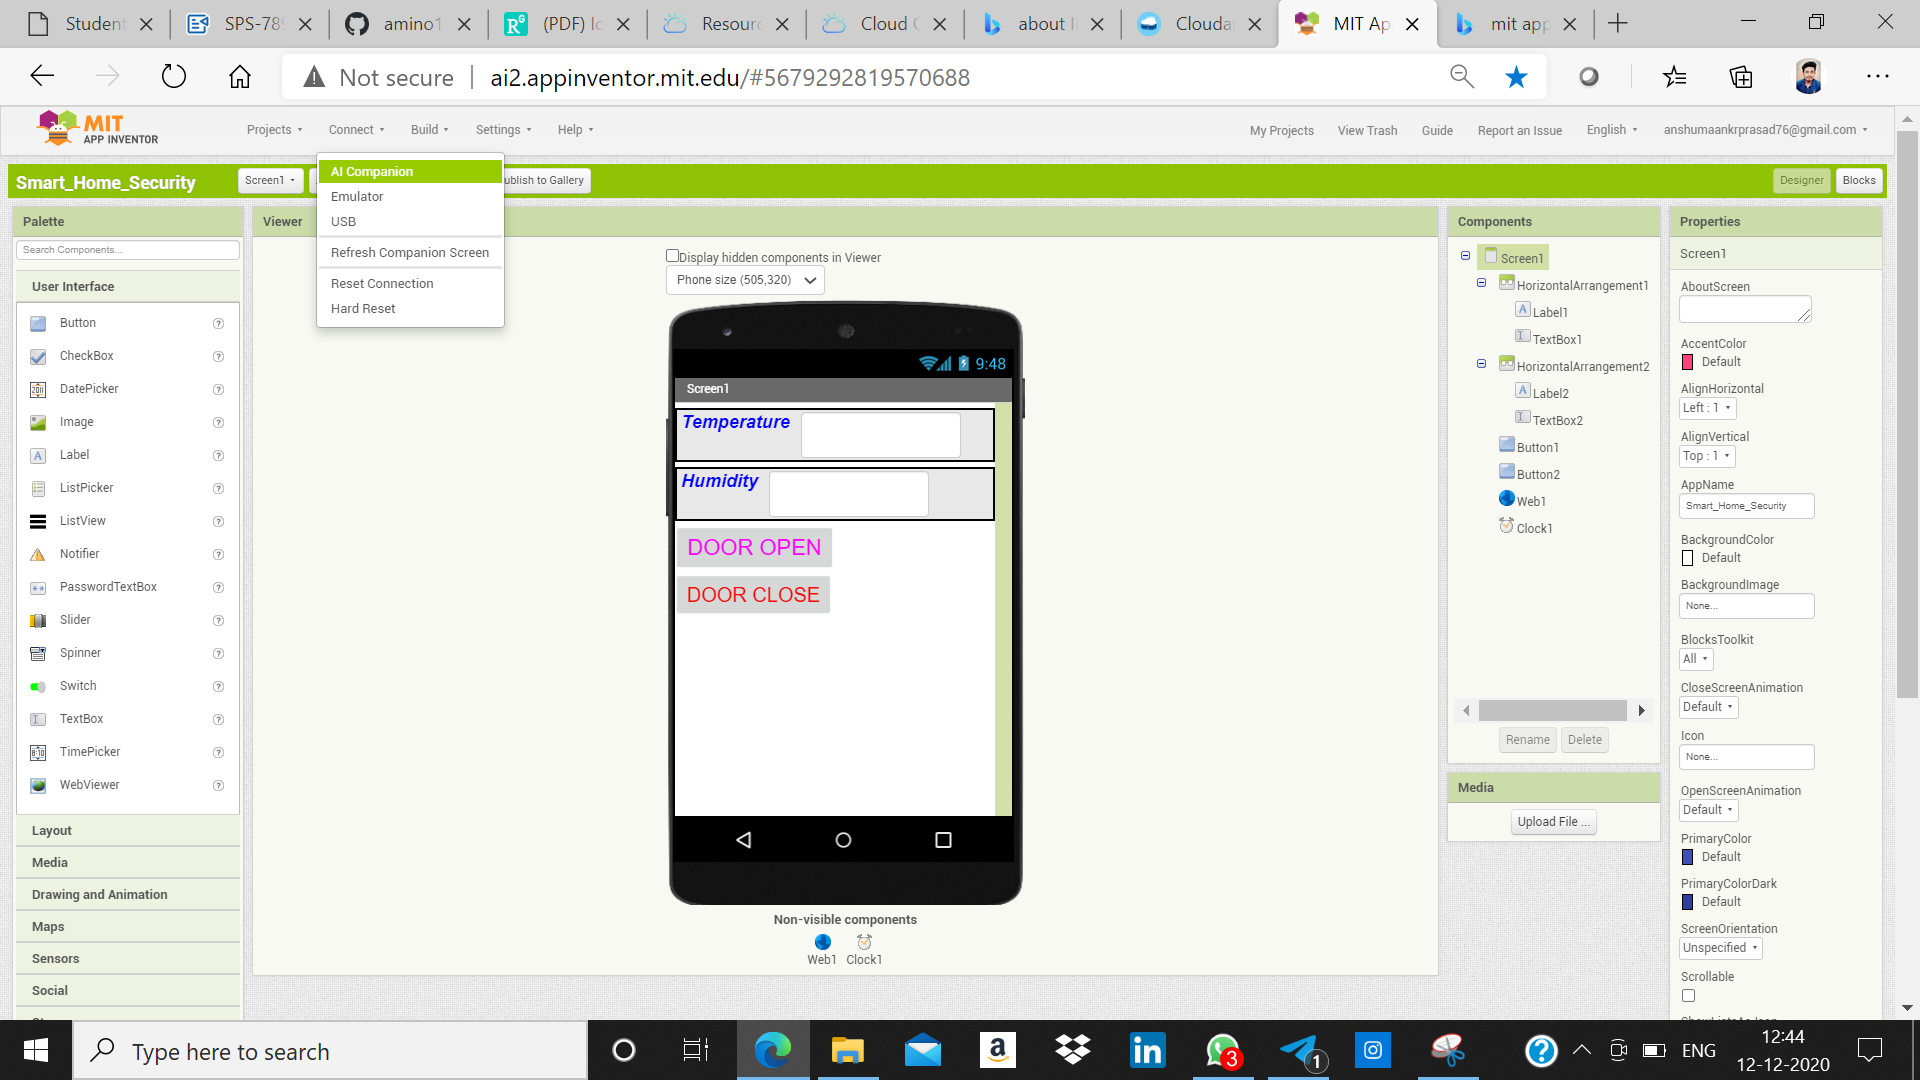 Student
SPS-789
amino1
(PDF) Io
Resourc
Cloud C
about I
Cloudan
MIT Ap
mit app
Not secure
ai2.appinventor.mit.edu/#5679292819570688
MIT
APP INVENTOR
Projects
Connect
Build
Settings
Help
My Projects
View Trash
Guide
Report an Issue
English
anshumaankrprasad76@gmail.com
Smart_Home_Security
Screen1
ublish to Gallery
Designer
Blocks
AI Companion
Emulator
USB
Refresh Companion Screen
Reset Connection
Hard Reset
Palette
Search Components...
User Interface
Button
CheckBox
DatePicker
Image
Label
ListPicker
ListView
Notifier
PasswordTextBox
Slider
Spinner
Switch
TextBox
TimePicker
WebViewer
Layout
Media
Drawing and Animation
Maps
Sensors
Social
Viewer
Display hidden components in Viewer
Phone size (505,320)
9:48
Screen1
Temperature
Humidity
DOOR OPEN
DOOR CLOSE
Non-visible components
Web1
Clock1
Components
Screen1
HorizontalArrangement1
Label1
TextBox1
HorizontalArrangement2
Label2
TextBox2
Button1
Button2
Web1
Clock1
Rename
Delete
Media
Upload File ...
Properties
Screen1
AboutScreen
AccentColor
Default
AlignHorizontal
Left : 1
AlignVertical
Top : 1
AppName
Smart_Home_Security
BackgroundColor
Default
BackgroundImage
None...
BlocksToolkit
All
CloseScreenAnimation
Default
Icon
None...
OpenScreenAnimation
Default
PrimaryColor
Default
PrimaryColorDark
Default
ScreenOrientation
Unspecified
Scrollable
Type here to search
3
1
ENG
12:44
12-12-2020